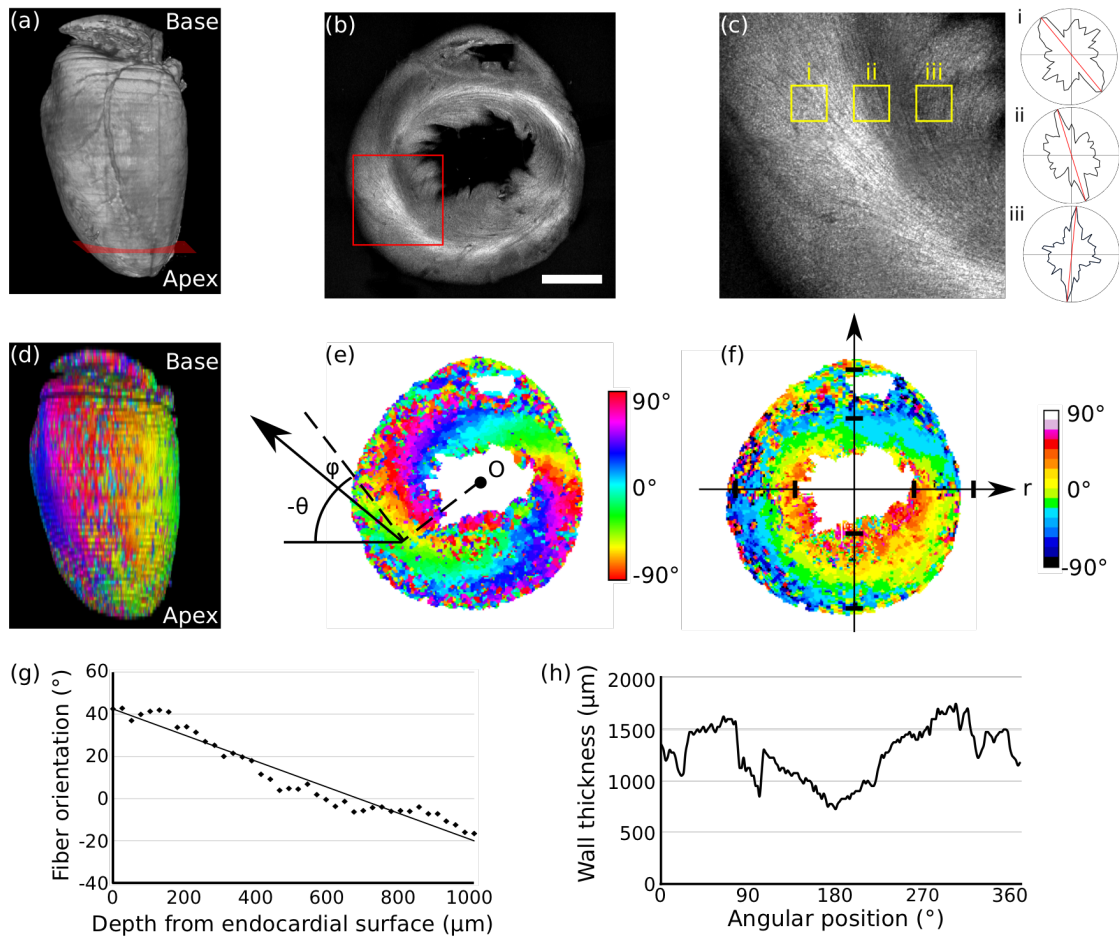 (a)
Base
Apex
(b)
(c)
i
ii
iii
i
ii
iii
(d)
Base
Apex
(e)
φ
-θ
O
90°
0°
-90°
(f)
r
90°
0°
-90°
(g)
Fiber orientation (°)
60
40
20
0
-20
-40
0 200 400 600 800 1000
Depth from endocardial surface (µm)
(h)
Wall thickness (µm)
2000
1500
1000
500
0
0 90 180 270 360
Angular position (°)